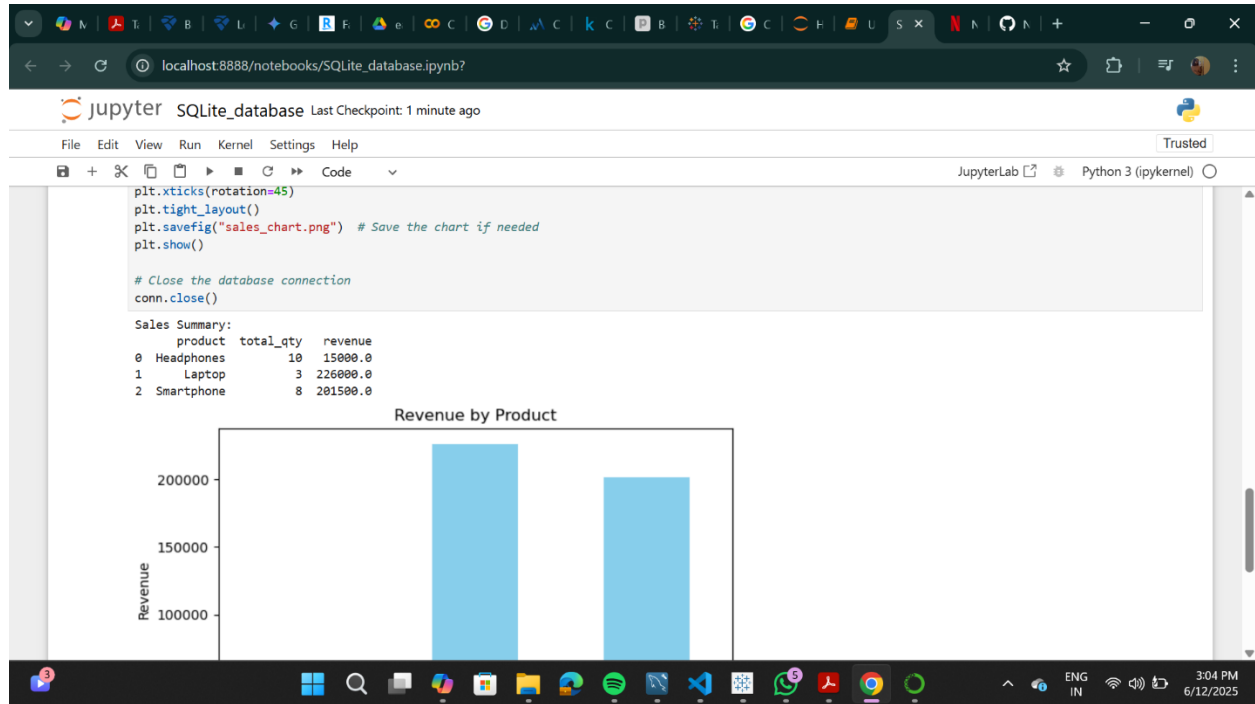 localhost:8888/notebooks/SQLite_database.ipynb?
jupyter SQLite_database Last Checkpoint: 1 minute ago
File Edit View Run Kernel Settings Help Trusted
Code JupyterLab Python 3 (ipykernel)
plt.xticks(rotation=45)
plt.tight_layout()
plt.savefig("sales_chart.png")  # Save the chart if needed
plt.show()
# Close the database connection
conn.close()
Sales Summary:
product total_qty revenue
0 Headphones 10 15000.0
1 Laptop 3 226000.0
2 Smartphone 8 201500.0
Revenue by Product
200000
150000
100000
Revenue
3
5
ENG
IN
3:04 PM
6/12/2025